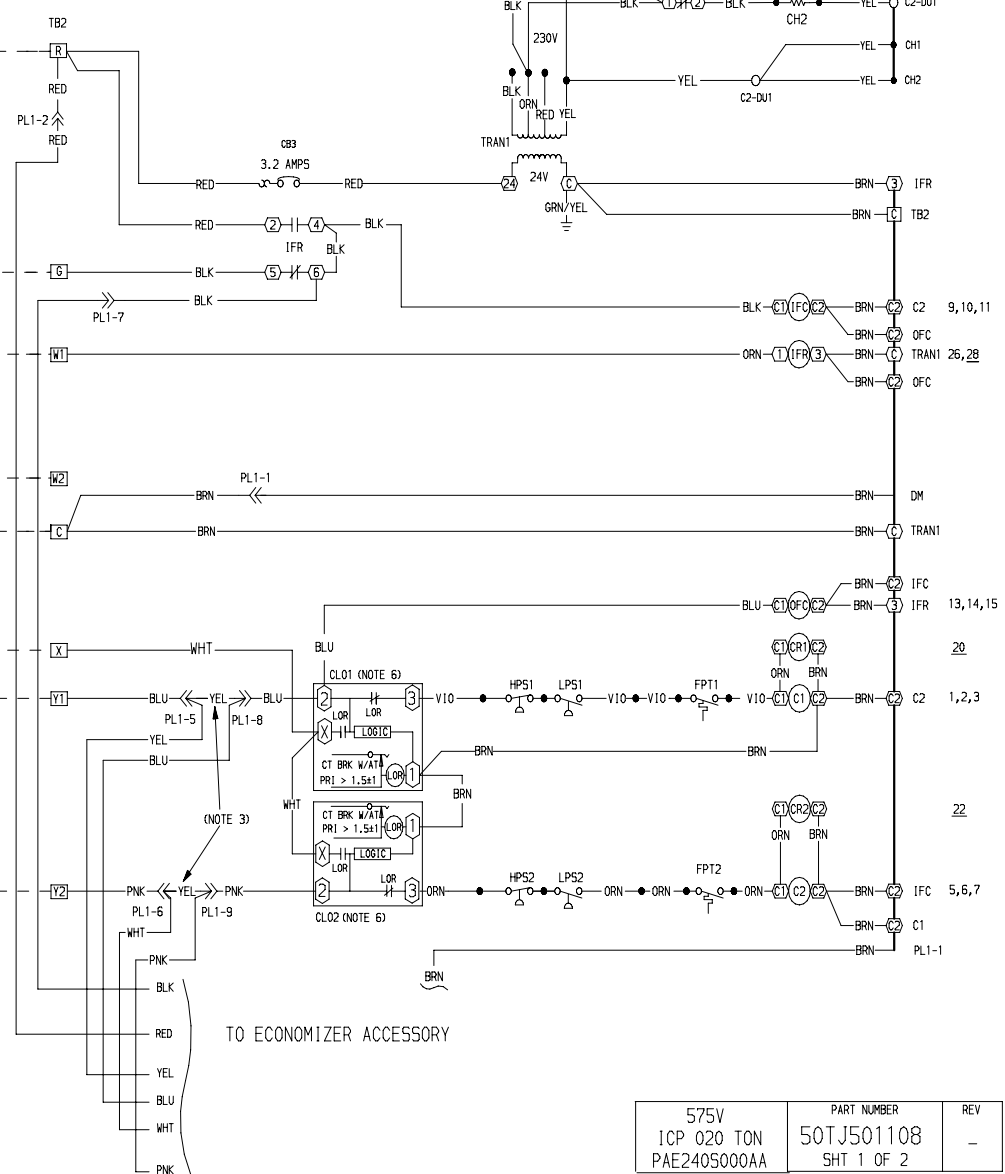 BLK
BLK
1
2
BLK
YEL
C2-DU1
CH2
TB2
230V
YEL
CH1
R
RED
PL1-2
RED
YEL
C2-DU1
YEL
CH2
BLK
ORN
RED
YEL
TRAN1
CB3
3.2 AMPS
RED
RED
24
24V
C
BRN
3
IFR
GRN/YEL
BRN
C
TB2
RED
2
4
BLK
IFR
BLK
G
BLK
5
6
BLK
PL1-7
BLK
C1
IFC
C2
BRN
C2
C2
9,10,11
BRN
C2
OFC
W1
ORN
1
IFR
3
BRN
C
TRAN1
26,28
BRN
C2
OFC
W2
PL1-1
BRN
BRN
DM
C
BRN
BRN
C
TRAN1
BRN
C2
IFC
BLU
C1
OFC
C2
BRN
3
IFR
13,14,15
X
WHT
BLU
C1
CR1
C2
20
CLO1 (NOTE 6)
ORN
BRN
Y1
BLU
YEL
BLU
2
LOR
3
VIO
HPS1
LPS1
VIO
VIO
FPT1
VIO
C1
C1
C2
BRN
C2
C2
1,2,3
PL1-5
PL1-8
LOR
X
LOGIC
YEL
BLU
CT BRK W/AT
PRI > 1.5±1
LOR
1
BRN
BRN
BRN
WHT
(NOTE 3)
CT BRK W/AT
PRI > 1.5±1
LOR
1
C1
CR2
C2
22
ORN
BRN
X
LOGIC
LOR
Y2
PNK
YEL
PNK
2
LOR
3
ORN
HPS2
LPS2
ORN
ORN
FPT2
ORN
C1
C2
C2
BRN
C2
IFC
5,6,7
PL1-6
PL1-9
CLO2 (NOTE 6)
BRN
C2
C1
WHT
BRN
PL1-1
PNK
BRN
BLK
RED
TO ECONOMIZER ACCESSORY
YEL
BLU
WHT
PNK
575V
ICP 020 TON
PAE240S000AA
PART NUMBER
50TJ501108
SHT 1 OF 2
REV
–